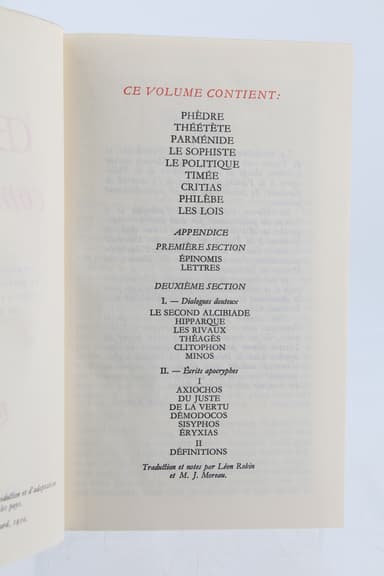 CE VOLUME CONTIENT:
PHÈDRE
THÉÉTÈTE
PARMÉNIDE
LE SOPHISTE
LE POLITIQUE
TIMÉE
CRITIAS
PHILÈBE
LES LOIS
APPENDICE
PREMIÈRE SECTION
ÉPINOMIS
LETTRES
DEUXIÈME SECTION
I. — Dialogues douteux
LE SECOND ALCIBIADE
HIPPARQUE
LES RIVAUX
THÉAGÈS
CLITOPHON
MINOS
II. — Écrits apocryphes
I
AXIOCHOS
DU JUSTE
DE LA VERTU
DÈMODOCOS
SISYPHOS
ÉRYXIAS
II
DÉFINITIONS
Traduction et notes par Léon Robin
et M. J. Moreau.